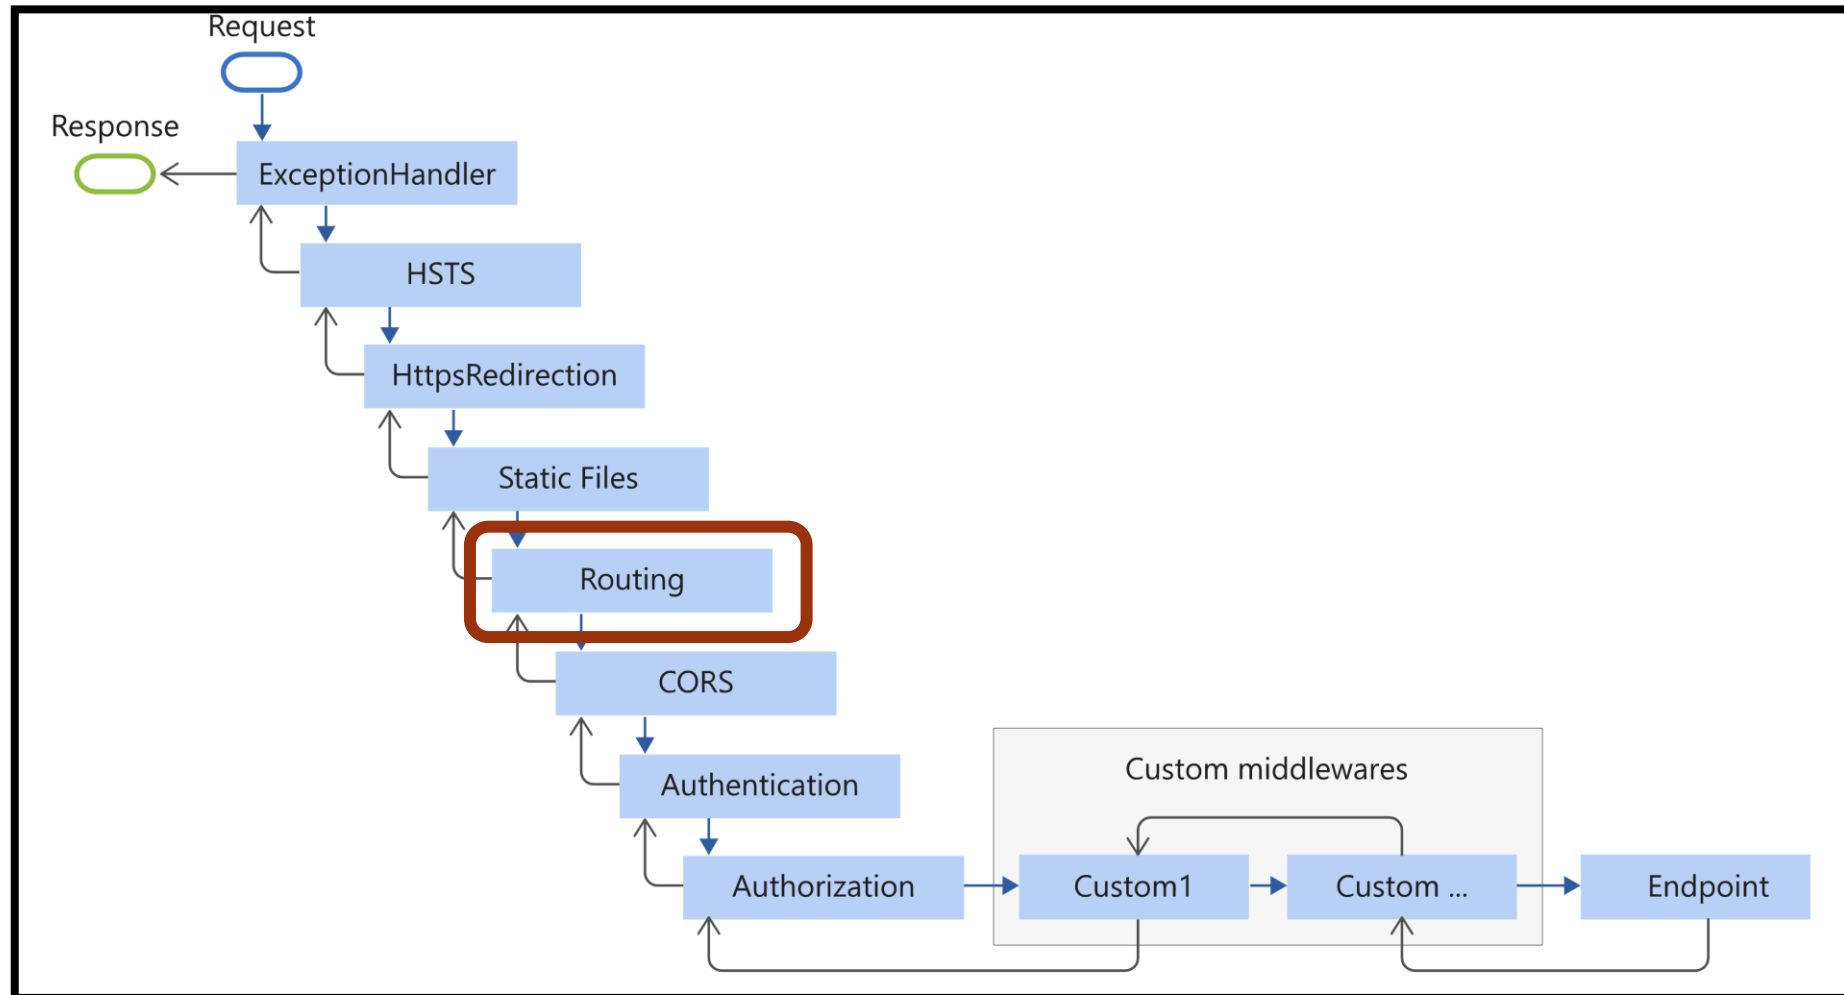 Request
Response
ExceptionHandler
HSTS
HttpsRedirection
Static Files
Routing
CORS
Authentication
Custom middlewares
Authorization
Custom1
Custom ...
Endpoint